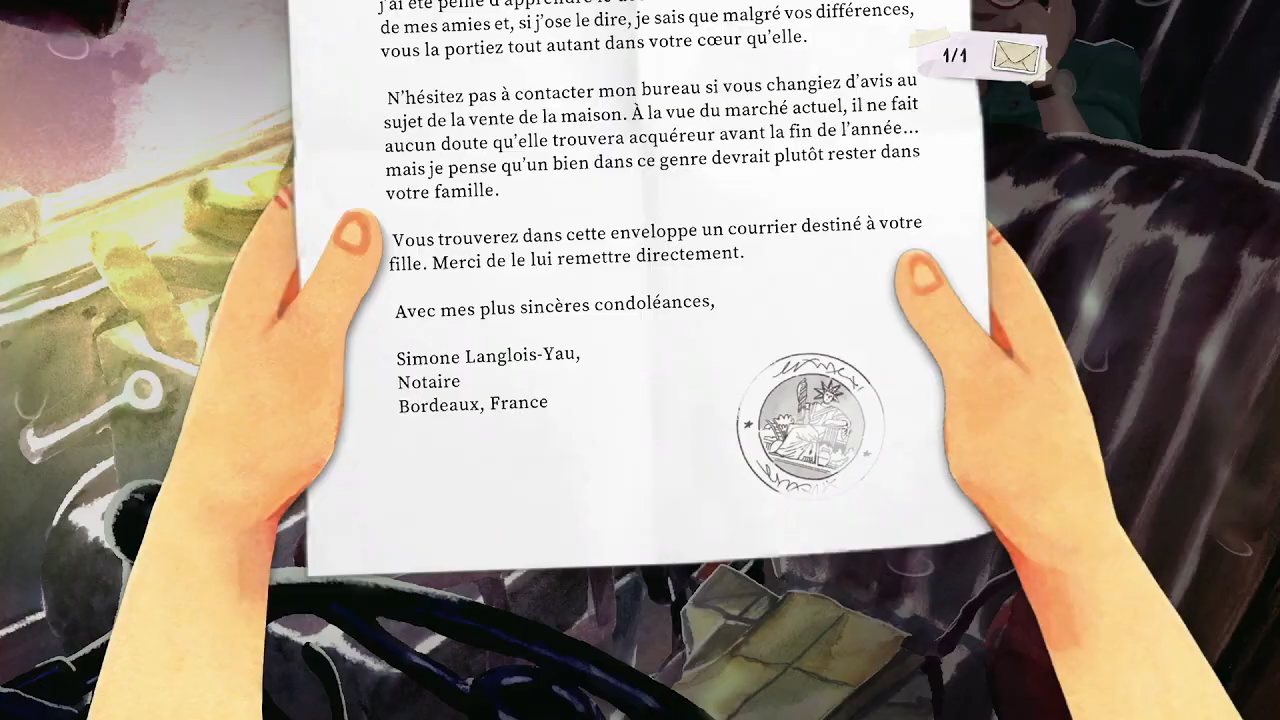 j'ai été peiné d'apprendre le
de mes amies et, si j'ose le dire, je sais que malgré vos différences,
vous la portiez tout autant dans votre cœur qu'elle.
1/1
N'hésitez pas à contacter mon bureau si vous changiez d'avis au
sujet de la vente de la maison. À la vue du marché actuel, il ne fait
aucun doute qu'elle trouvera acquéreur avant la fin de l'année...
mais je pense qu'un bien dans ce genre devrait plutôt rester dans
votre famille.
Vous trouverez dans cette enveloppe un courrier destiné à votre
fille. Merci de le lui remettre directement.
Avec mes plus sincères condoléances,
Simone Langlois-Yau,
Notaire
Bordeaux, France